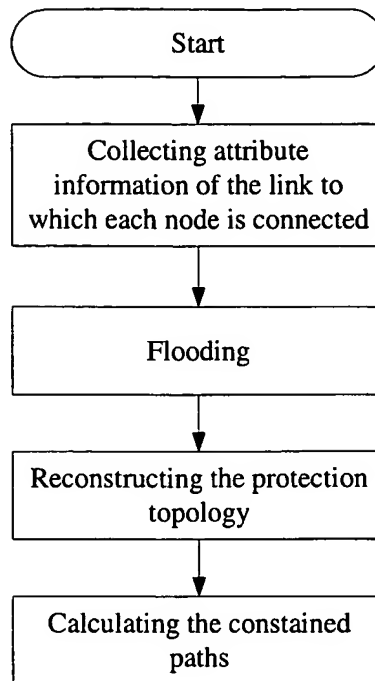 Start
Collecting attribute
information of the link to
which each node is connected
Flooding
Reconstructing the protection
topology
Calculating the constained
paths